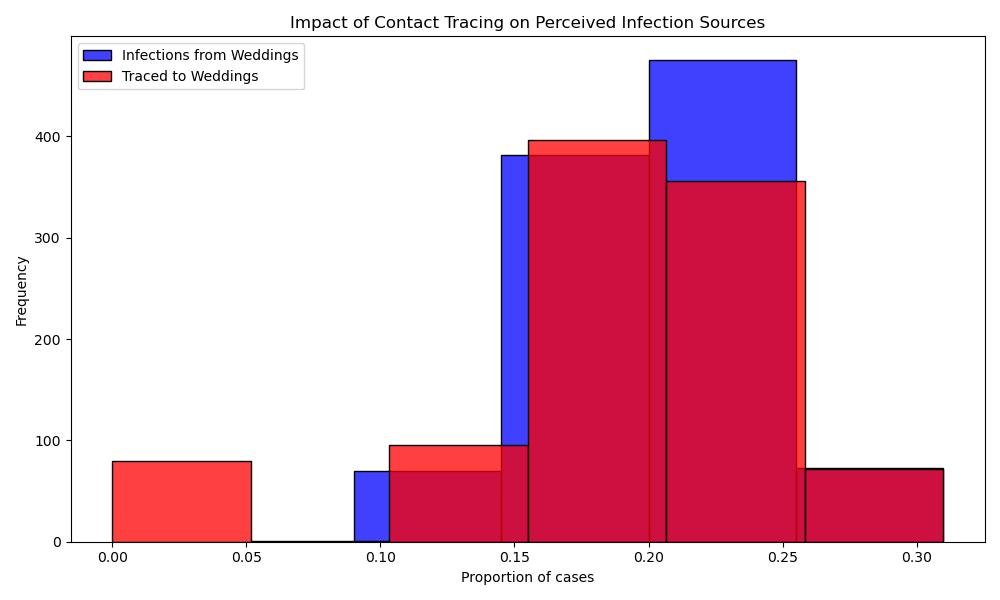 Impact of Contact Tracing on Perceived Infection Sources
Infections from Weddings
Traced to Weddings
Frequency
400
300
200
100
0
0.00 0.05 0.10 0.15 0.20 0.25 0.30
Proportion of cases